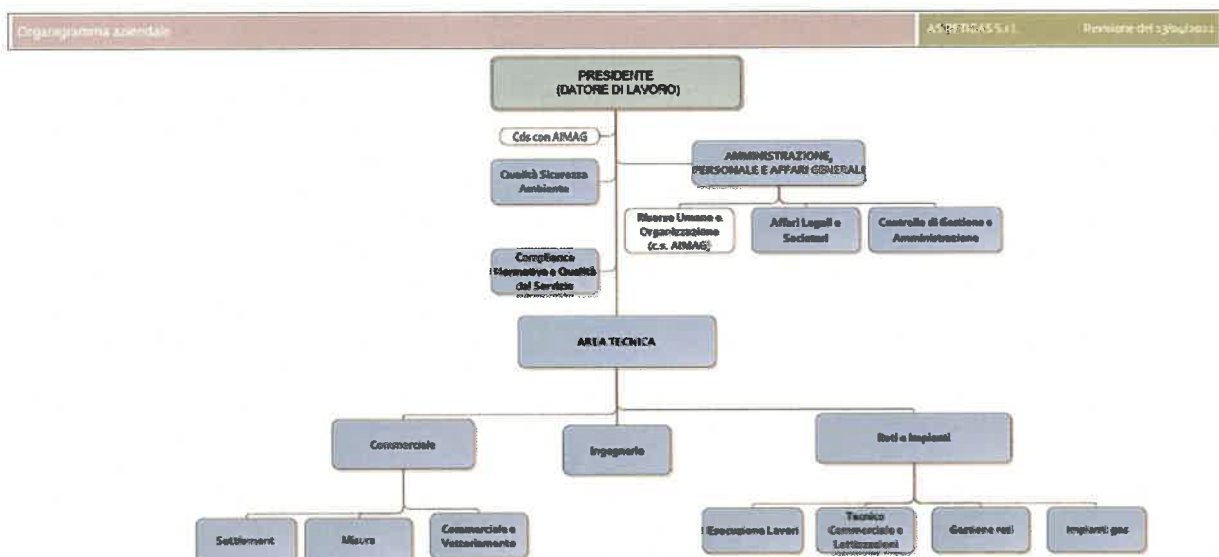 Organigramma aziendale
AS RETIGAS S.r.l. Revisione del
PRESIDENTE
(DATORE DI LAVORO)
Cds con AIMAG
AMMINISTRAZIONE,
PERSONALE E AFFARI GENERALI
Qualità Sicurezza
Ambiente
Risorse Umane e
Organizzazione
(c.s. AIMAG)
Affari Legali e
Societari
Controllo di Gestione e
Amministrazione
Compliance
Normativa e Qualità
del Servizio
AREA TECNICA
Commerciale
Ingegneria
Reti e Impianti
Settlement
Misura
Commerciale e
Vettoriamento
Esecuzione Lavori
Tecnico
Commerciale e
Lottizzazioni
Gestione reti
Impianti gas